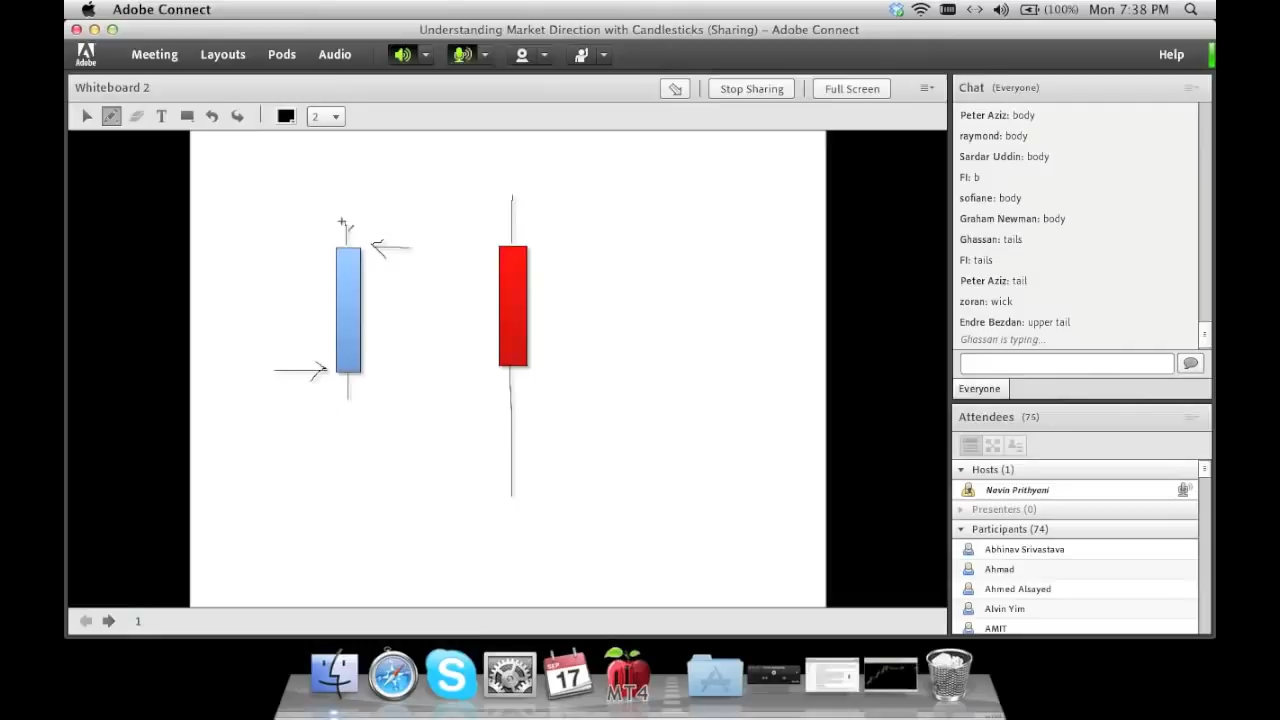 Adobe Connect
(100%) Mon 7:38 PM
Understanding Market Direction with Candlesticks (Sharing) – Adobe Connect
Adobe
Meeting Layouts Pods Audio
Help
Whiteboard 2
Stop Sharing
Full Screen
T
2
1
Chat (Everyone)
Peter Aziz: body
raymond: body
Sardar Uddin: body
FI: b
sofiane: body
Graham Newman: body
Ghassan: tails
FI: tails
Peter Aziz: tail
zoran: wick
Endre Bezdan: upper tail
Ghassan is typing...
Everyone
Attendees (75)
Hosts (1)
Navin Prithyani
Presenters (0)
Participants (74)
Abhinav Srivastava
Ahmad
Ahmed Alsayed
Alvin Yim
AMIT
SEP
17
MT4